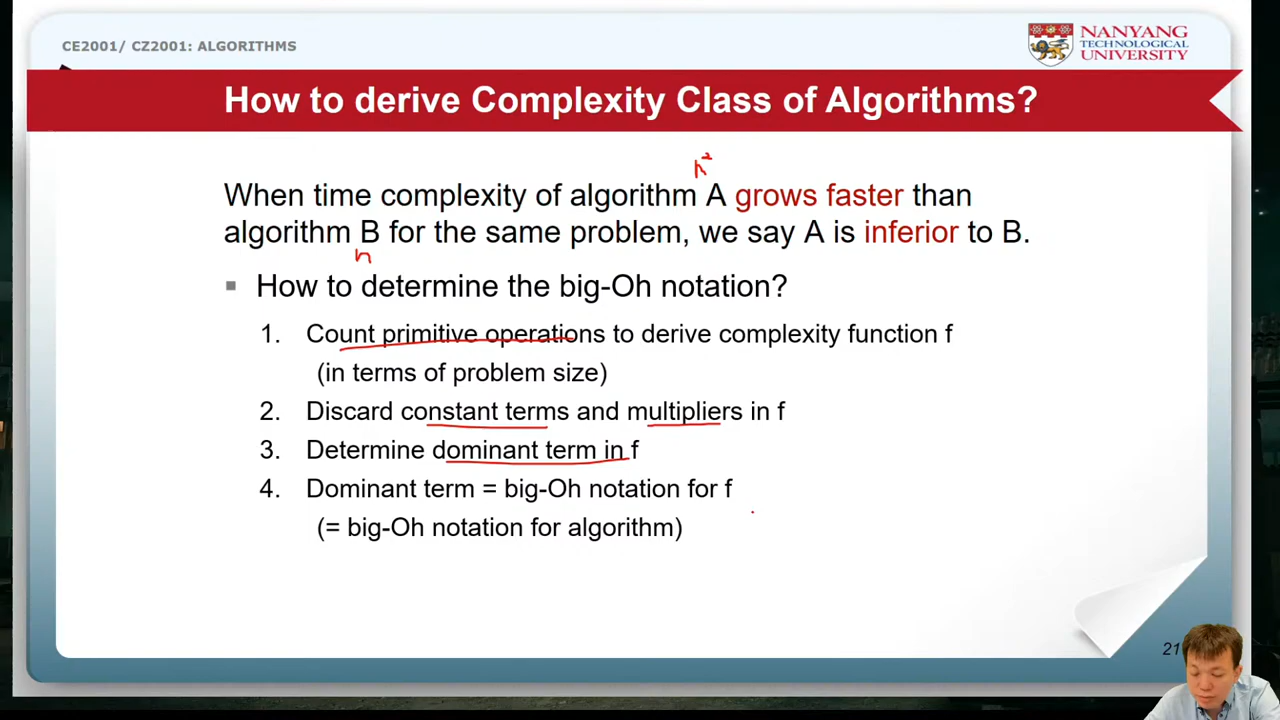 CE2001/ CZ2001: ALGORITHMS
NANYANG
TECHNOLOGICAL
UNIVERSITY
How to derive Complexity Class of Algorithms?
n²
When time complexity of algorithm A grows faster than
algorithm B for the same problem, we say A is inferior to B.
n
▪ How to determine the big-Oh notation?
1. Count primitive operations to derive complexity function f
(in terms of problem size)
2. Discard constant terms and multipliers in f
3. Determine dominant term in f
4. Dominant term = big-Oh notation for f
(= big-Oh notation for algorithm)
21